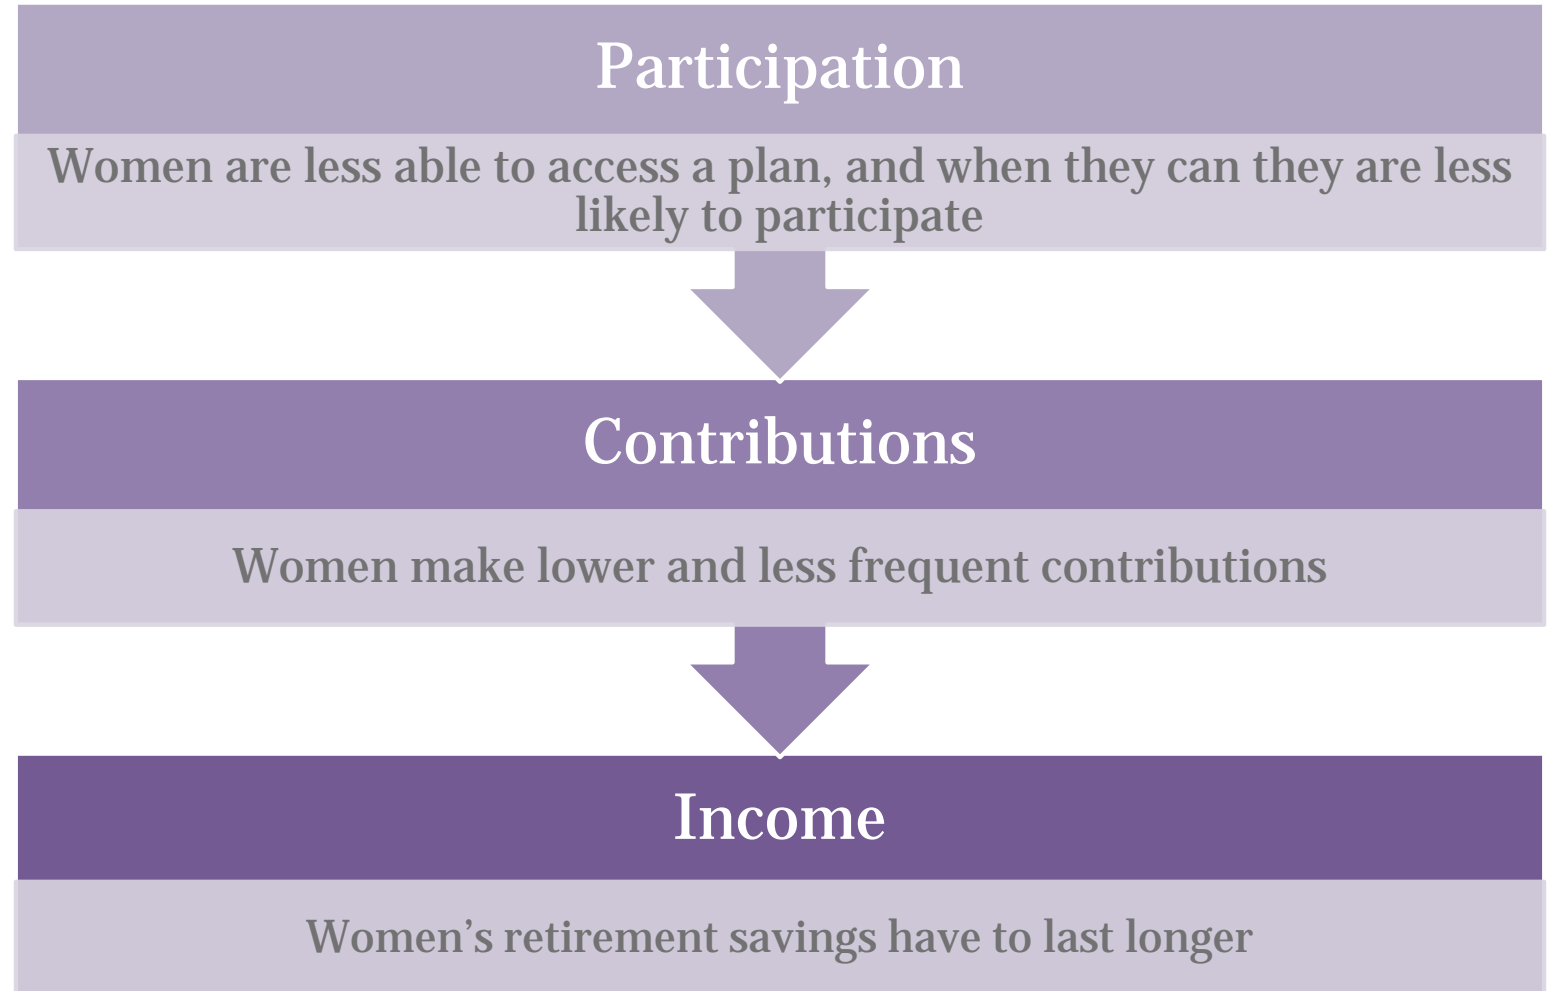 Participation
Women are less able to access a plan, and when they can they are less
likely to participate
Contributions
Women make lower and less frequent contributions
Income
Women’s retirement savings have to last longer